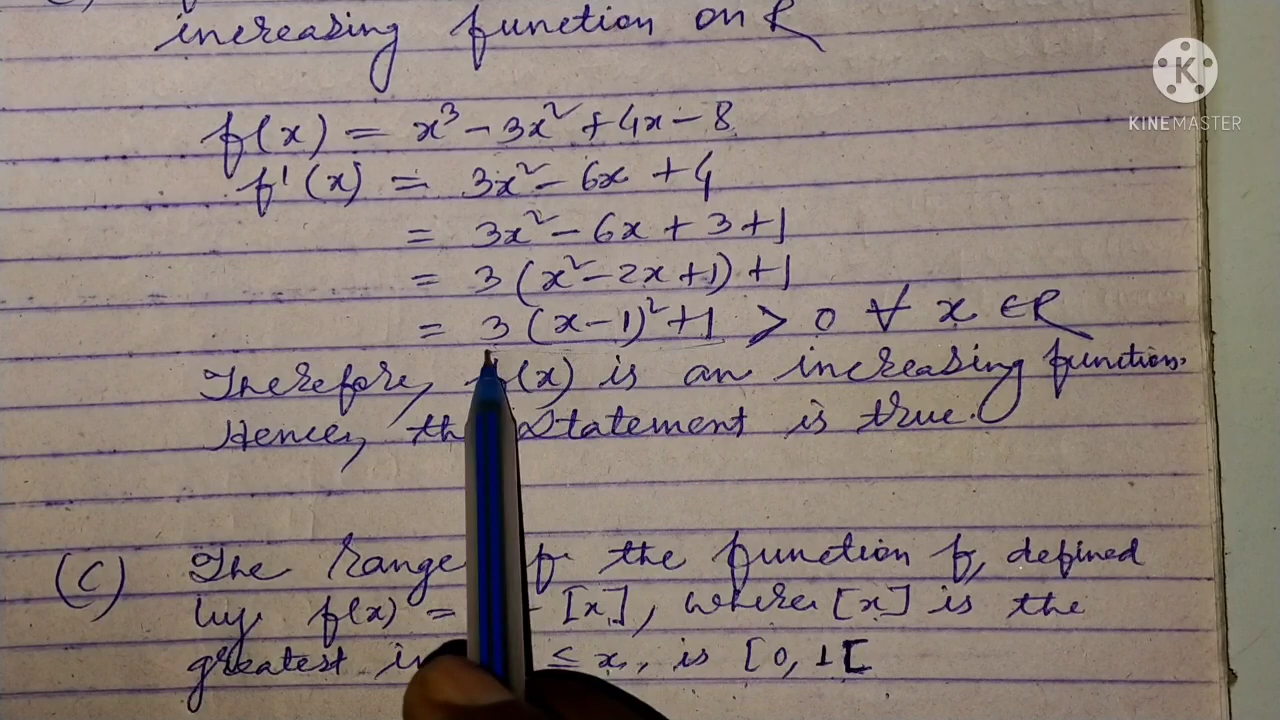 increasing function on R
f(x) = x³ - 3x² + 4x - 8
f'(x) = 3x² - 6x + 4
= 3x² - 6x + 3 + 1
= 3(x² - 2x + 1) + 1
= 3(x-1)² + 1 > 0 ∀ x ∈ R
Therefore, (x) is an increasing function.
Hence, statement is true.
(C) The range the function f, defined
by f(x) = - [x], where [x] is the
greatest ≤ x, is [0, 1[
K
KINEMASTER